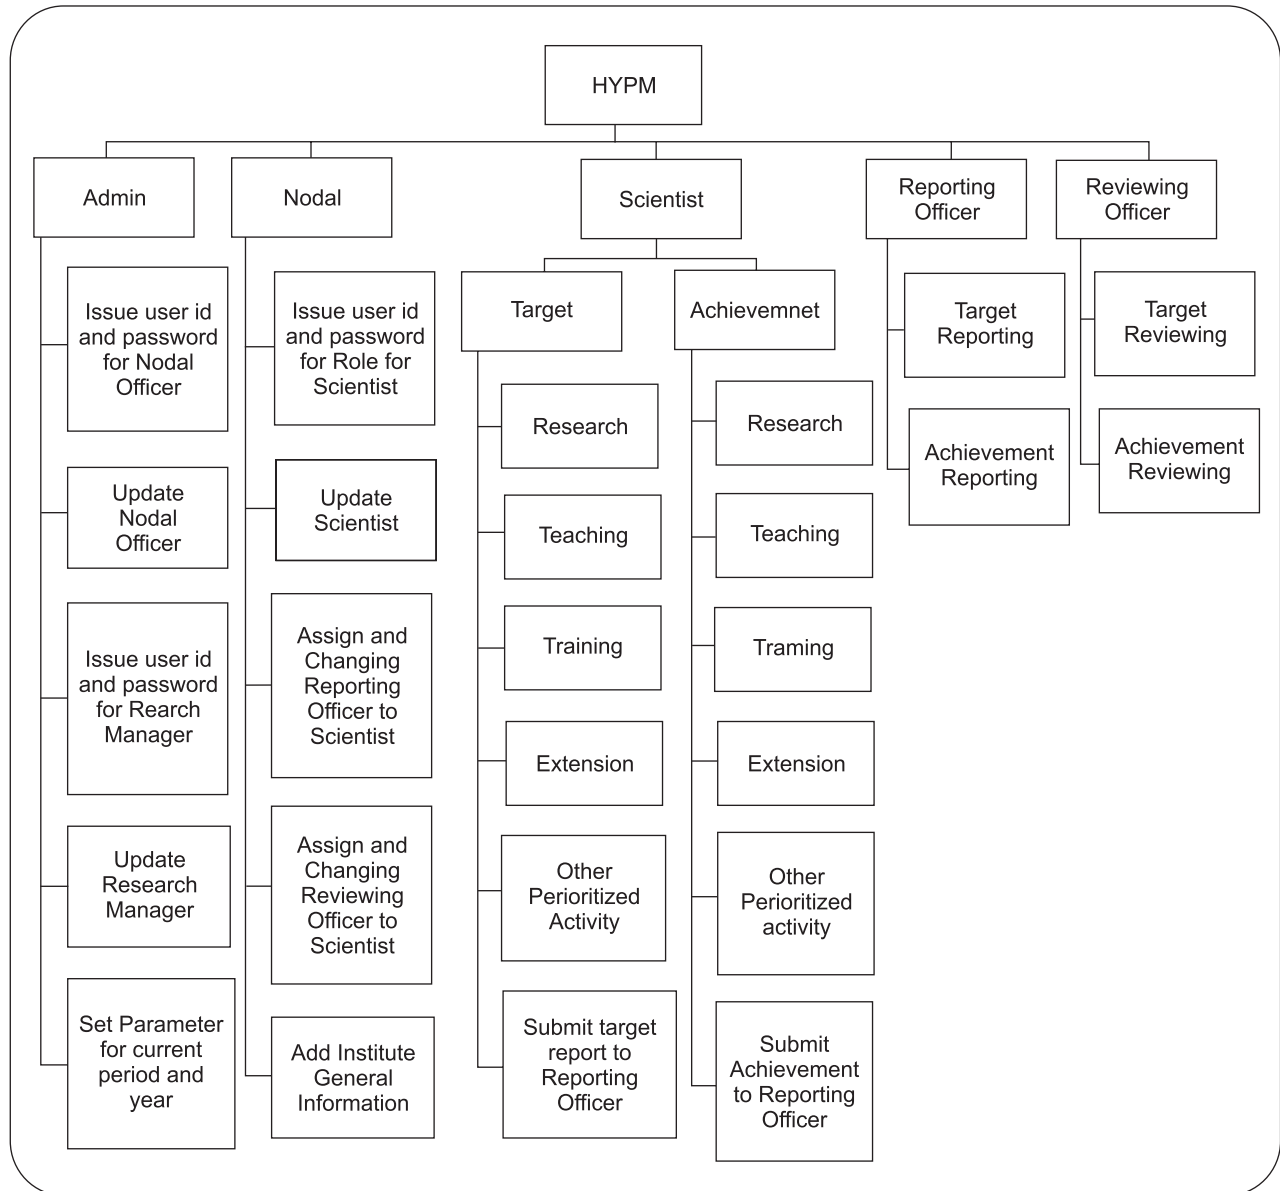 HYPM
Admin
Nodal
Scientist
Reporting
Officer
Reviewing
Officer
Issue user id
and password
for Nodal
Officer
Update
Nodal
Officer
Issue user id
and password
for Rearch
Manager
Update
Research
Manager
Set Parameter
for current
period and
year
Issue user id
and password
for Role for
Scientist
Update
Scientist
Assign and
Changing
Reporting
Officer to
Scientist
Assign and
Changing
Reviewing
Officer to
Scientist
Add Institute
General
Information
Target
Research
Teaching
Training
Extension
Other
Perioritized
Activity
Submit target
report to
Reporting
Officer
Achievemnet
Research
Teaching
Traming
Extension
Other
Perioritized
activity
Submit
Achievement
to Reporting
Officer
Target
Reporting
Achievement
Reporting
Target
Reviewing
Achievement
Reviewing